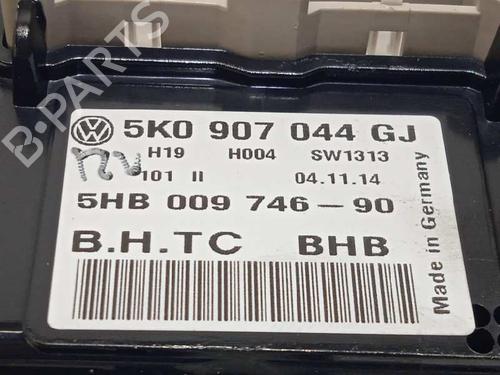 B-PARTS
5K0 907 044 GJ
H19 H004 SW1313
101 II 04.11.14
5HB 009 746-90
B.H.TC BHB
Made in Germany